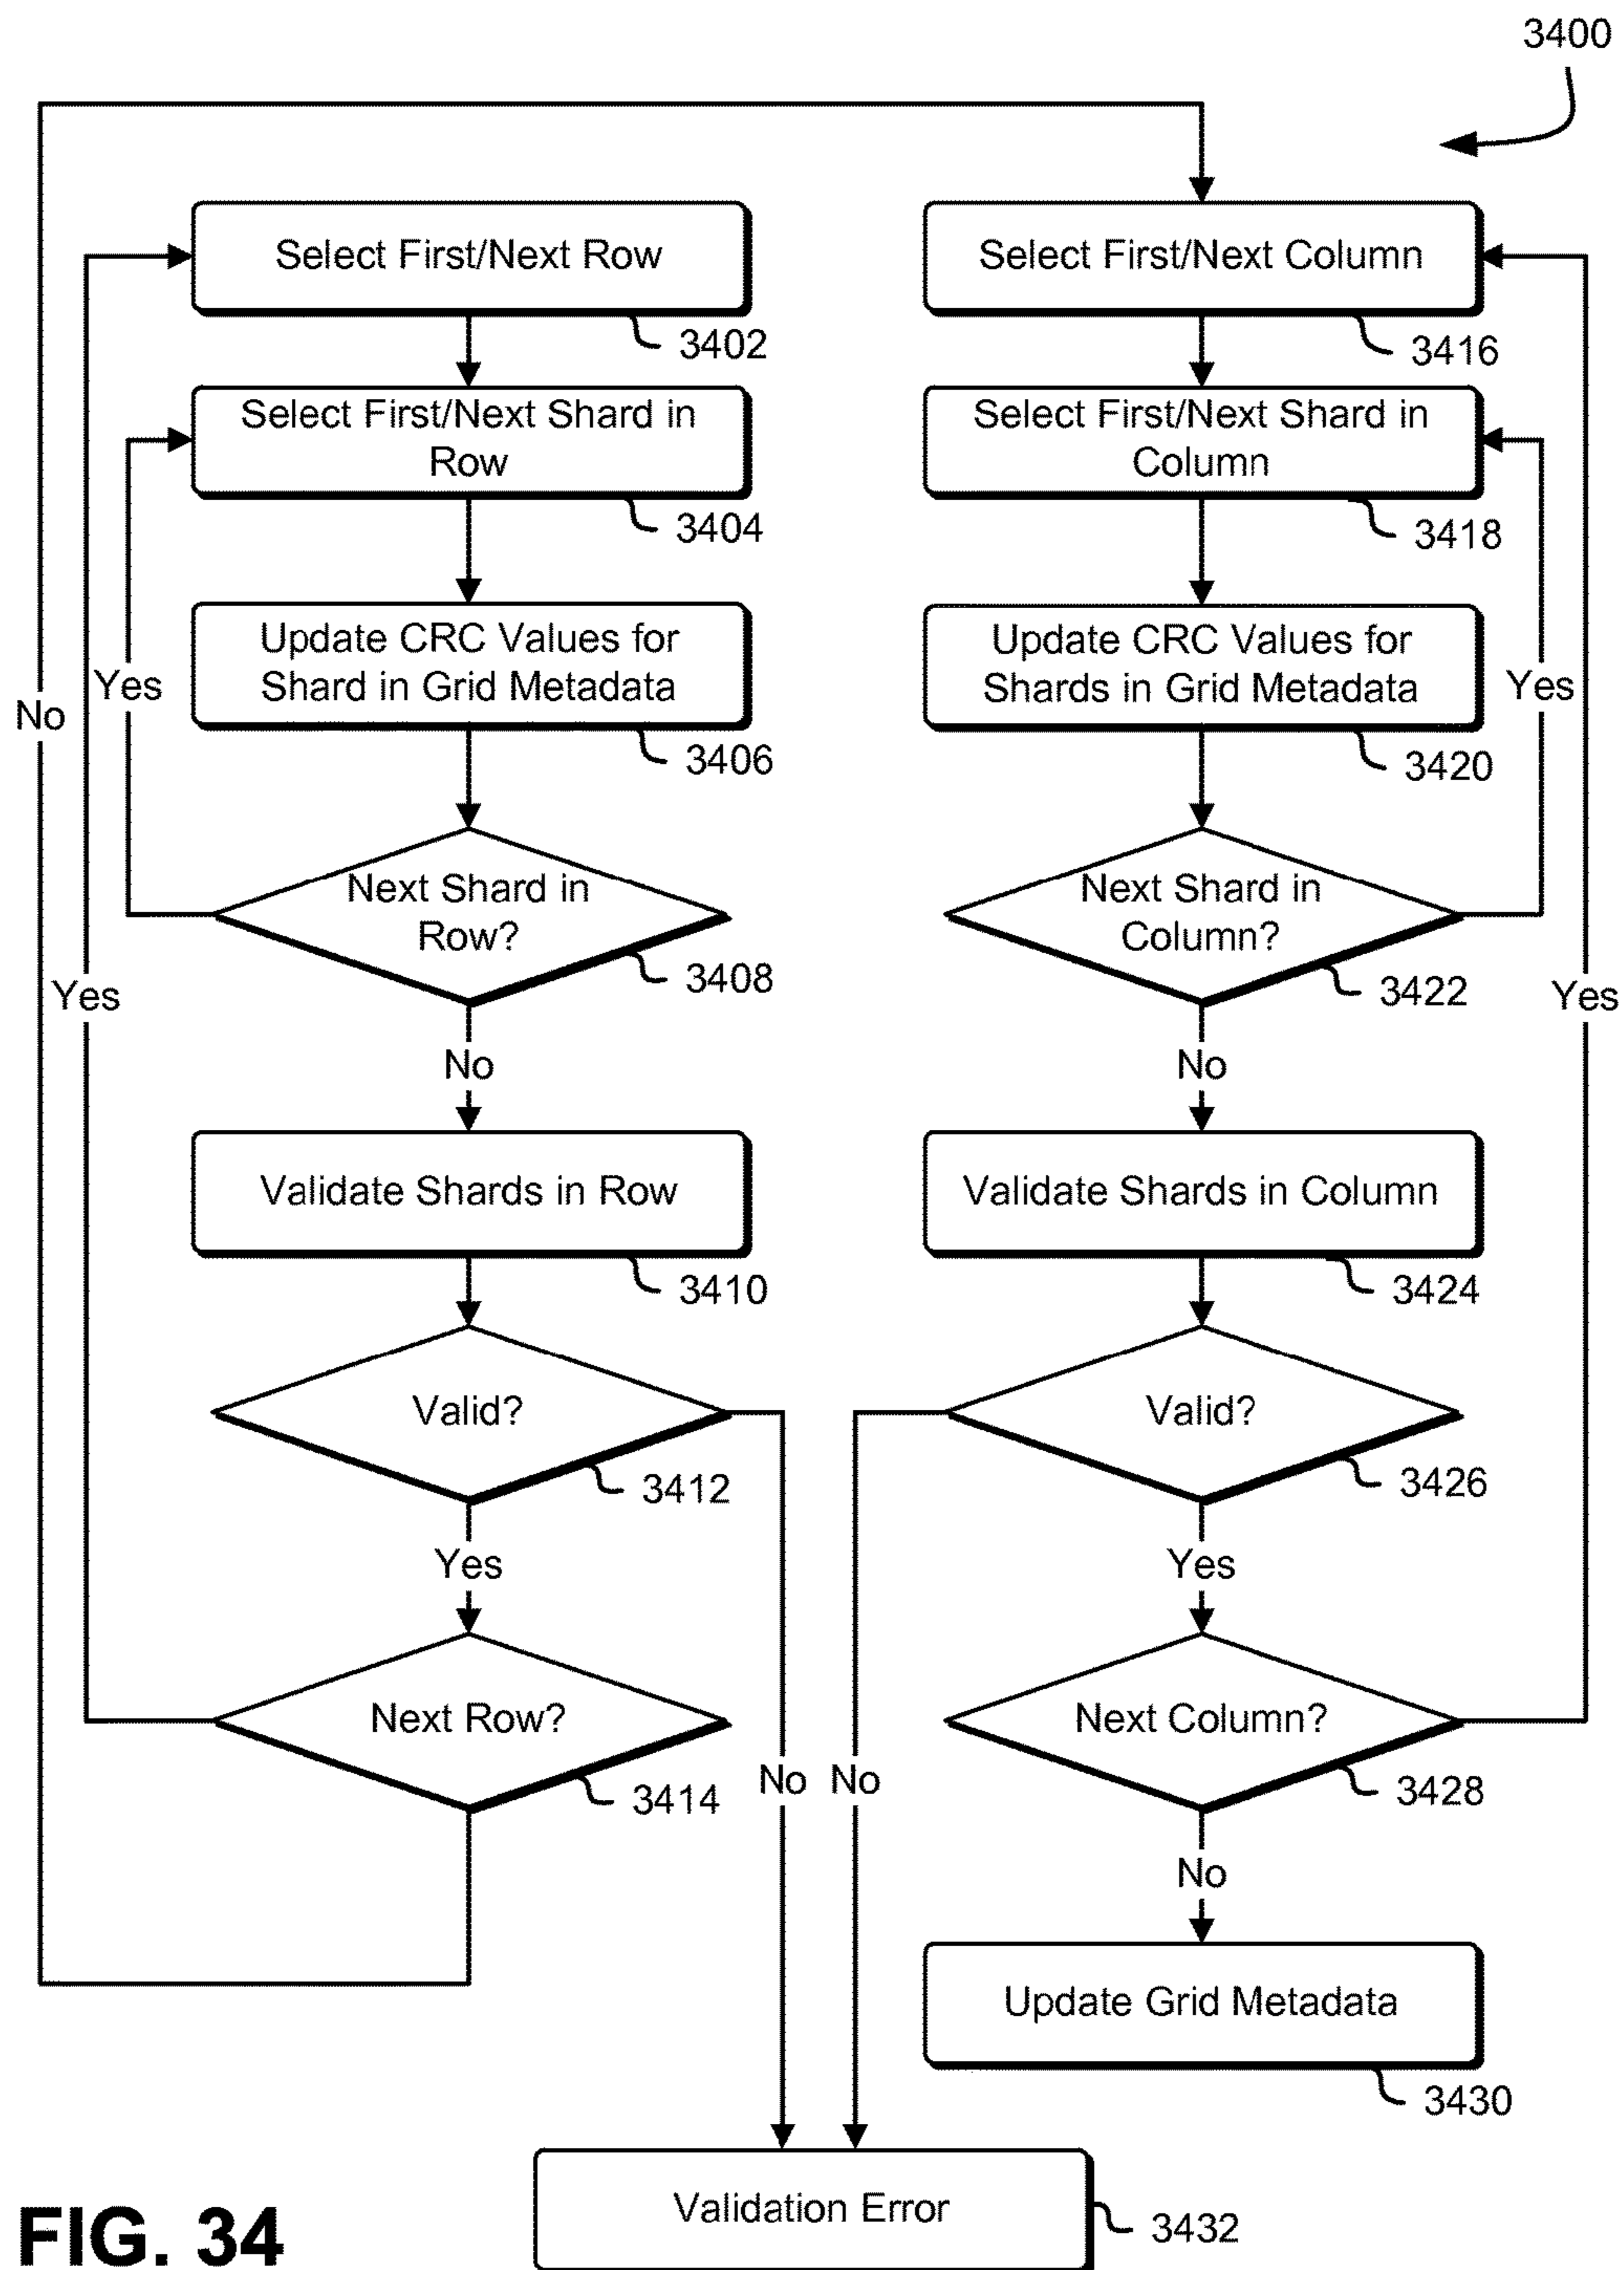 3400
Select First/Next Row
3402
Select First/Next Shard in
Row
3404
Update CRC Values for
Shard in Grid Metadata
3406
Yes
No
Next Shard in
Row?
3408
Yes
No
Validate Shards in Row
3410
Valid?
3412
Yes
Next Row?
3414
No
Select First/Next Column
3416
Select First/Next Shard in
Column
3418
Update CRC Values for
Shards in Grid Metadata
3420
Yes
Next Shard in
Column?
3422
Yes
No
Validate Shards in Column
3424
Valid?
3426
Yes
No
Next Column?
3428
No
Update Grid Metadata
3430
Validation Error
3432
FIG. 34